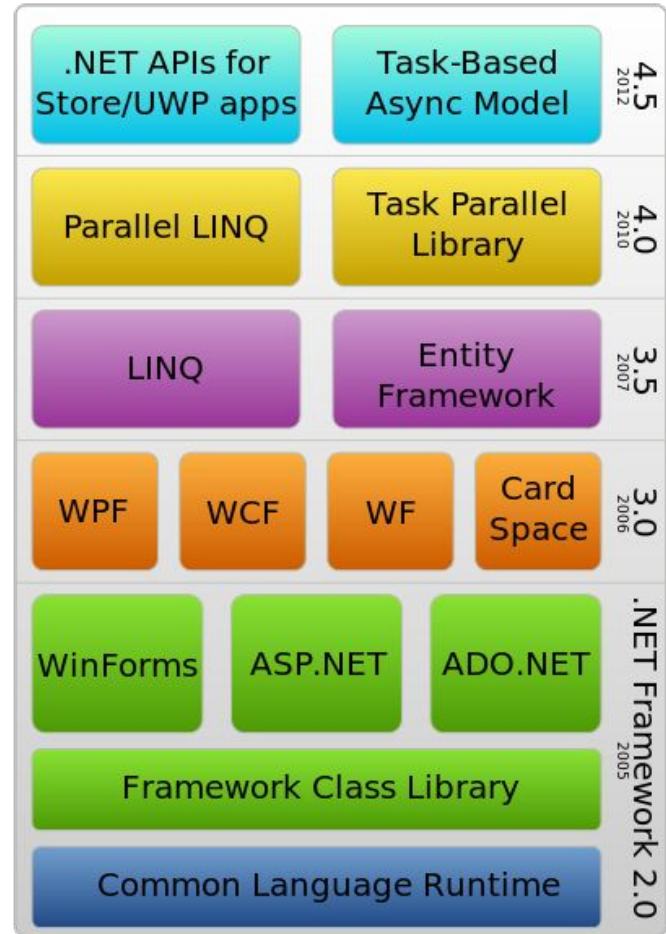 .NET APIs for
Store/UWP apps
Task-Based
Async Model
4.5
2012
Parallel LINQ
Task Parallel
Library
4.0
2010
LINQ
Entity
Framework
3.5
2007
WPF
WCF
WF
Card
Space
3.0
2006
WinForms
ASP.NET
ADO.NET
Framework Class Library
Common Language Runtime
.NET Framework 2.0
2005